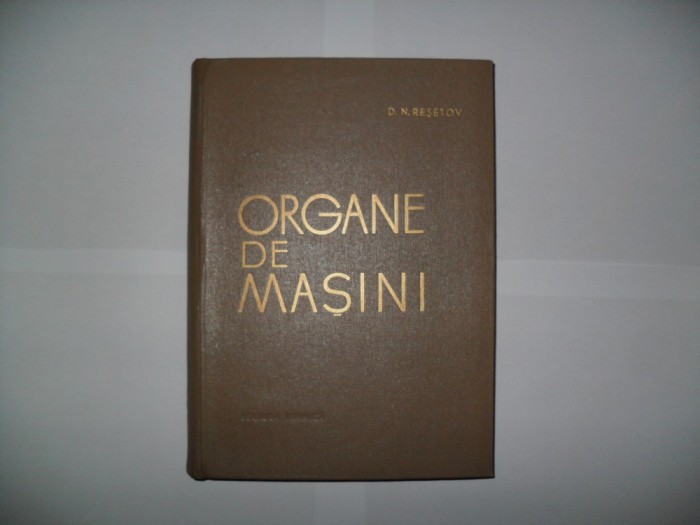 D. N. REȘETOV
ORGANE
DE
MAȘINI